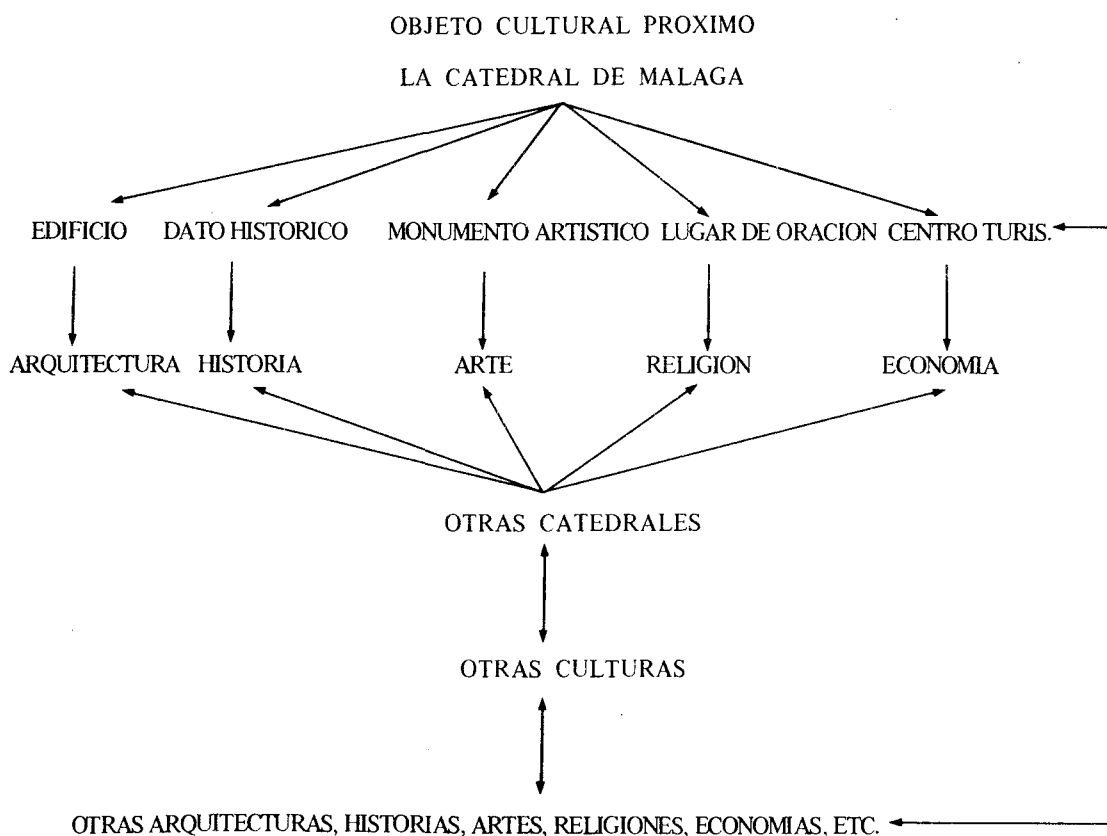 OBJETO CULTURAL PROXIMO
LA CATEDRAL DE MALAGA
EDIFICIO DATO HISTORICO MONUMENTO ARTISTICO LUGAR DE ORACION CENTRO TURIS.
ARQUITECTURA HISTORIA ARTE RELIGION ECONOMIA
OTRAS CATEDRALES
OTRAS CULTURAS
OTRAS ARQUITECTURAS, HISTORIAS, ARTES, RELIGIONES, ECONOMIAS, ETC.